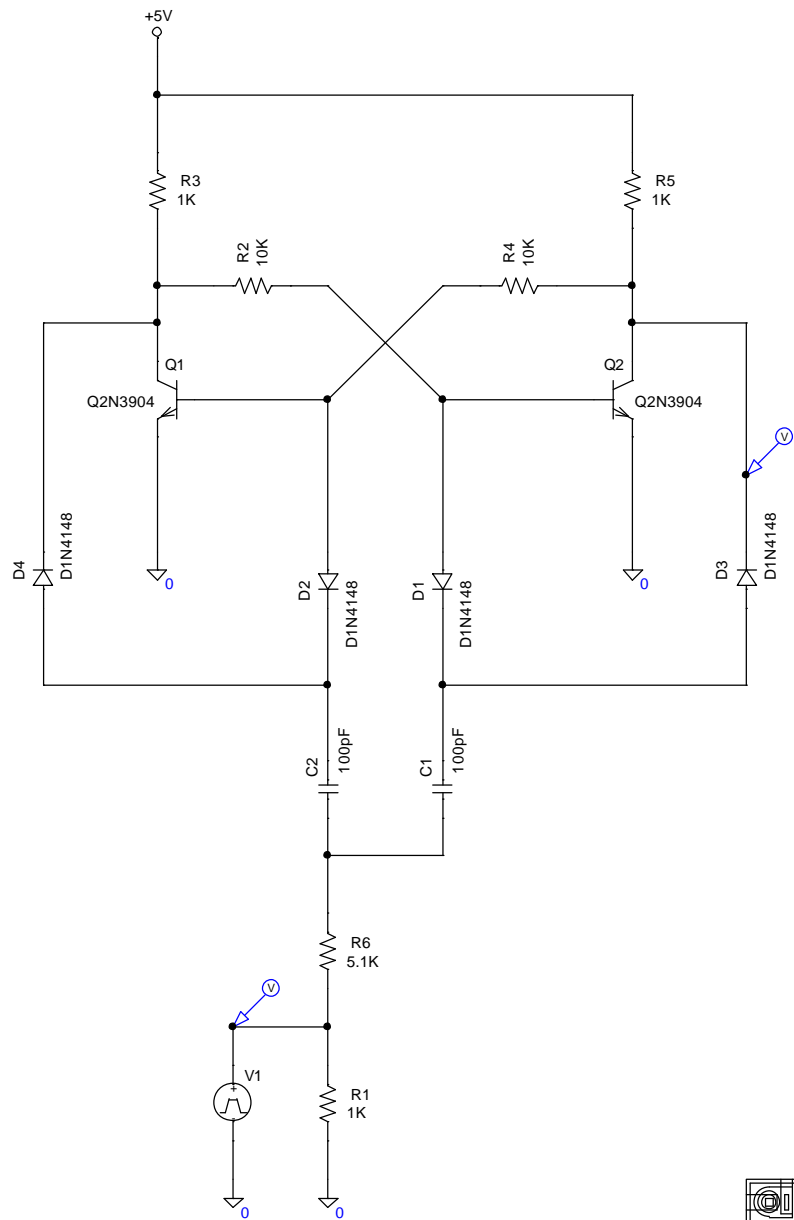 +5V
R3
1K
R5
1K
R2
10K
R4
10K
Q1
Q2N3904
Q2
Q2N3904
V
D4
D1N4148
0
D2
D1N4148
D1
D1N4148
0
D3
D1N4148
C2
100pF
C1
100pF
R6
5.1K
V
V1
+
-
R1
1K
0
0